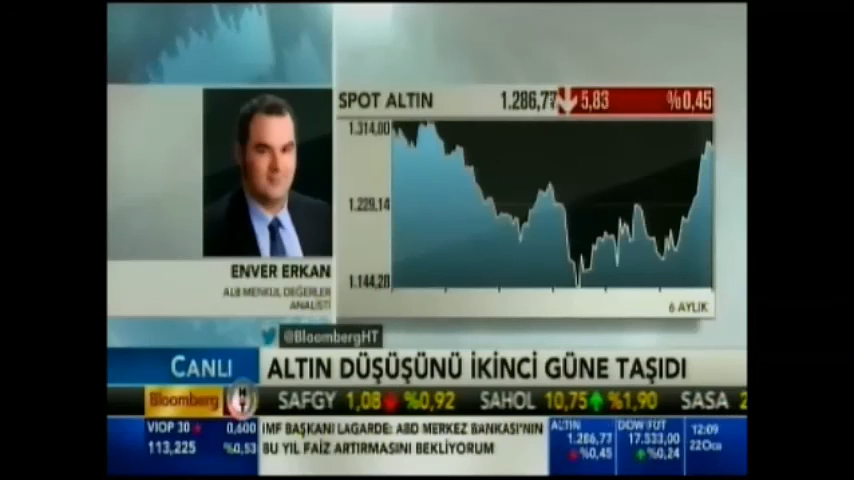 SPOT ALTIN 1.286,77 5,83 %0,45
1.314,00
1.229,14
1.144,28
6 AYLIK
ENVER ERKAN
ALB MENKUL DEĞERLER
ANALİSTİ
@BloombergHT
CANLI
ALTIN DÜŞÜŞÜNÜ İKİNCİ GÜNE TAŞIDI
Bloomberg HT
SAFGY 1,08 %0,92 SAHOL 10,75 %1,90 SASA 2
VIOP 30 0,600
113,225 %0,53
IMF BAŞKANI LAGARDE: ABD MERKEZ BANKASI'NIN
BU YIL FAİZ ARTIRMASINI BEKLİYORUM
ALTIN
1.286,77
%0,45
DOW FUT
17.533,00
%0,24
12:09
22 Oca